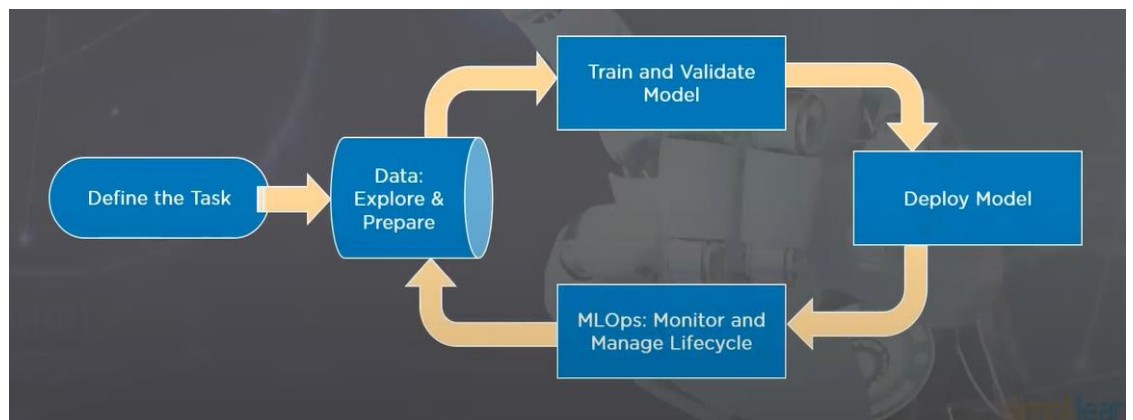 Define the Task
Data:
Explore &
Prepare
Train and Validate
Model
Deploy Model
MLOps: Monitor and
Manage Lifecycle